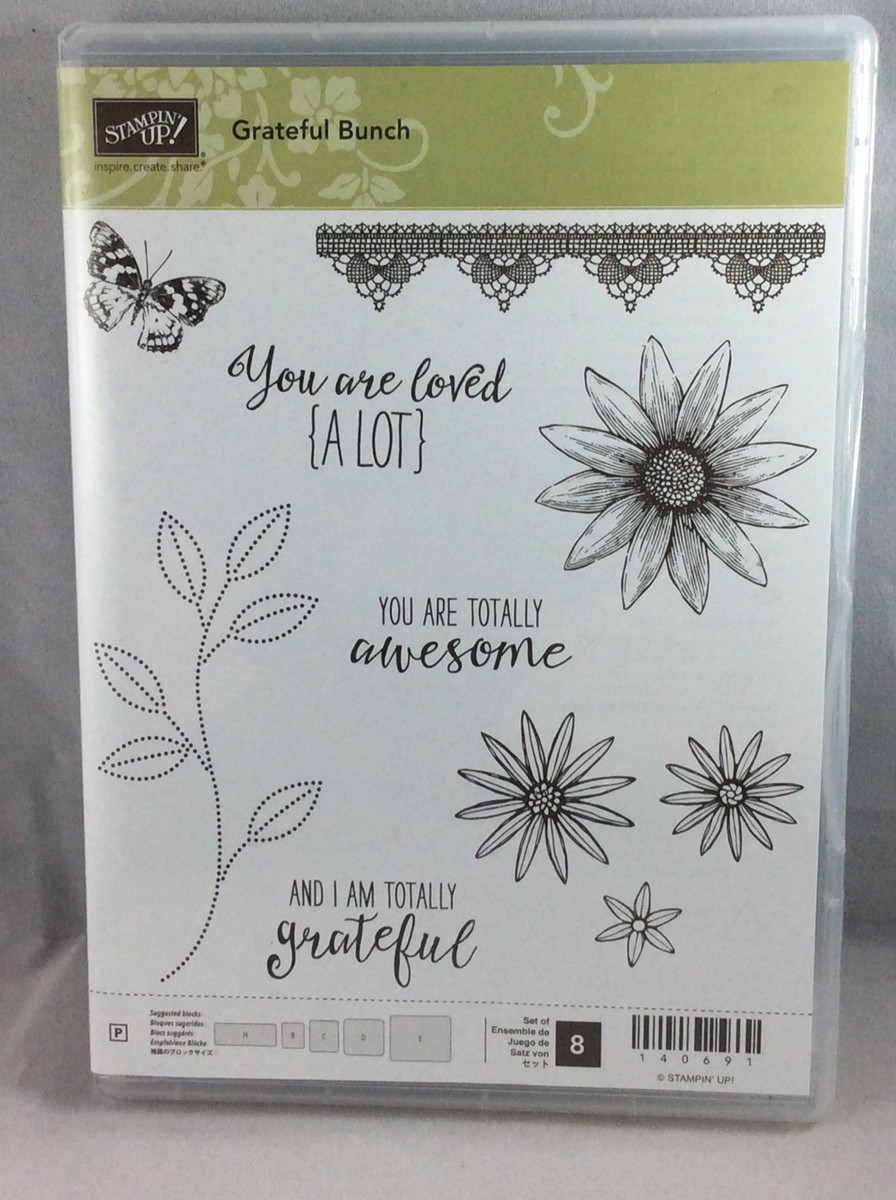 STAMPIN' UP!®
inspire.create.share.®
Grateful Bunch
You are loved
{A LOT}
YOU ARE TOTALLY
awesome
AND I AM TOTALLY
grateful
P
Suggested blocks:
Bloques sugeridos:
Blocs suggérés:
Empfohlene Blöcke:
推奨のブロックサイズ
H B C D E
Set of
Ensemble de
Juego de
Satz von
セット
8
140691
© STAMPIN' UP!